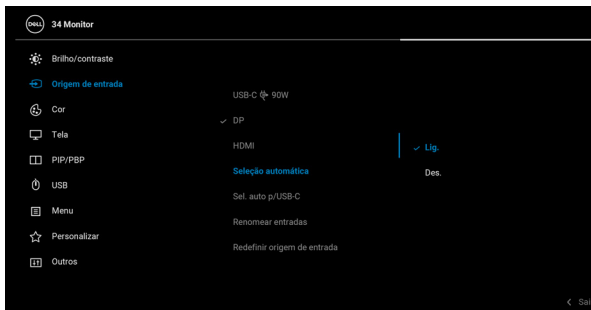 DELL 34 Monitor
Brilho/contraste
Origem de entrada
Cor
Tela
PIP/PBP
USB
Menu
Personalizar
Outros
USB-C 90W
DP
HDMI
Seleção automática
Sel. auto p/USB-C
Renomear entradas
Redefinir origem de entrada
Lig.
Des.
Sai